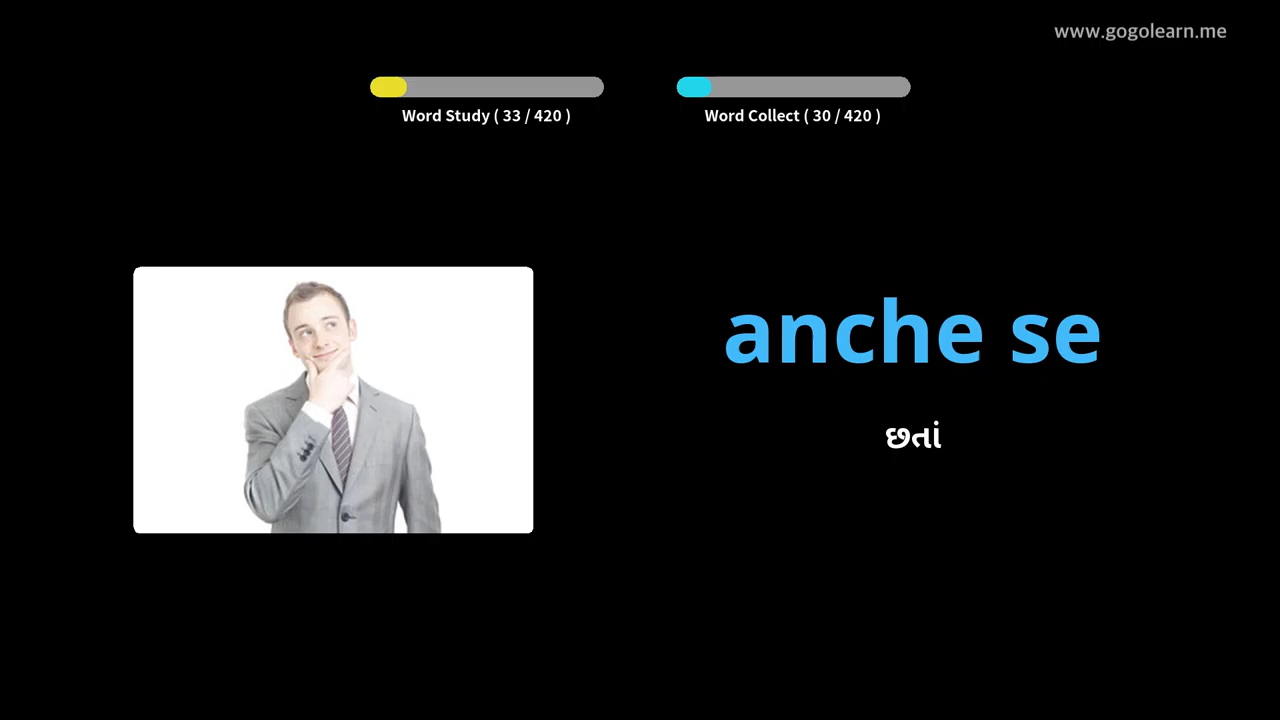 www.gogolearn.me
Word Study ( 33 / 420 )
Word Collect ( 30 / 420 )
anche se
છતાં